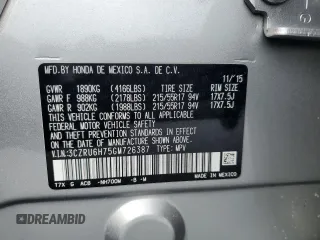 MFD.BY HONDA DE MEXICO S.A. DE C.V.
11/'15
GVWR 1890KG (4166LBS) TIRE SIZE RIM SIZE
GAWR F 988KG (2178LBS) 215/55R17 94V 17X7.5J
GAWR R 902KG (1988LBS) 215/55R17 94V 17X7.5J
THIS VEHICLE CONFORMS TO ALL APPLICABLE
FEDERAL MOTOR VEHICLE SAFETY AND
THEFT PREVENTION STANDARDS IN EFFECT ON THE
DATE OF MANUFACTURE SHOWN ABOVE.
V.I.N:3CZRU6H75GM726387 TYPE:MPV
T7X G AC8 -NH700M -B -M
MADE IN MEXICO